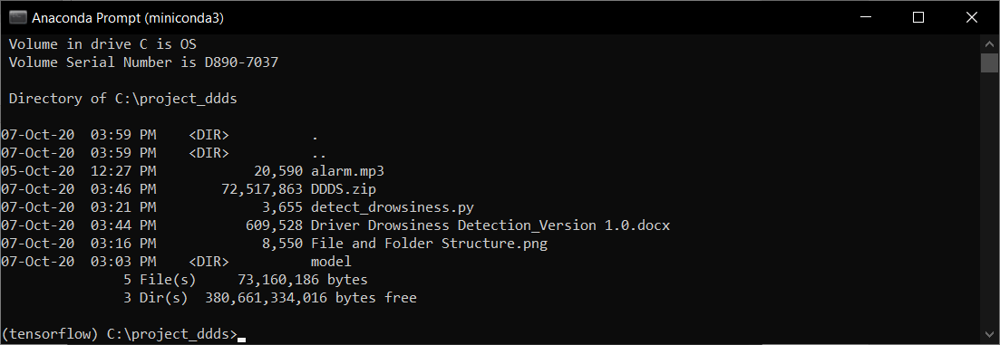 Anaconda Prompt (miniconda3)
Volume in drive C is OS
Volume Serial Number is D890-7037
Directory of C:\project_ddds
07-Oct-20  03:59 PM    <DIR>          .
07-Oct-20  03:59 PM    <DIR>          ..
05-Oct-20  12:27 PM            20,590 alarm.mp3
07-Oct-20  03:46 PM        72,517,863 DDDS.zip
07-Oct-20  03:21 PM             3,655 detect_drowsiness.py
07-Oct-20  03:44 PM           609,528 Driver Drowsiness Detection_Version 1.0.docx
07-Oct-20  03:16 PM             8,550 File and Folder Structure.png
07-Oct-20  03:03 PM    <DIR>          model
5 File(s)     73,160,186 bytes
3 Dir(s)  380,661,334,016 bytes free
(tensorflow) C:\project_ddds>